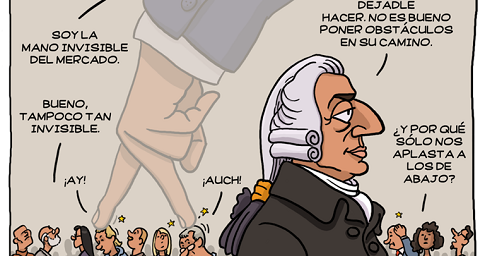 SOY LA
MANO INVISIBLE
DEL MERCADO.
DEJADLE
HACER. NO ES BUENO
PONER OBSTÁCULOS
EN SU CAMINO.
BUENO,
TAMPOCO TAN
INVISIBLE.
¡AY!
¡AUCH!
¿Y POR QUÉ
SÓLO NOS
APLASTA A
LOS DE
ABAJO?